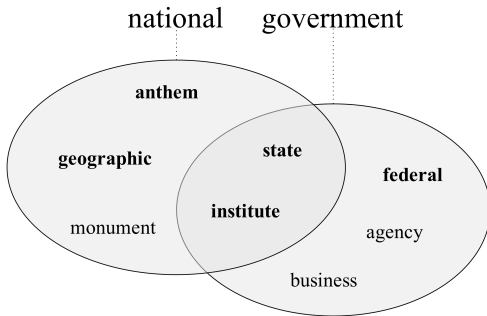 national government
anthem
state
geographic
federal
institute
monument
agency
business